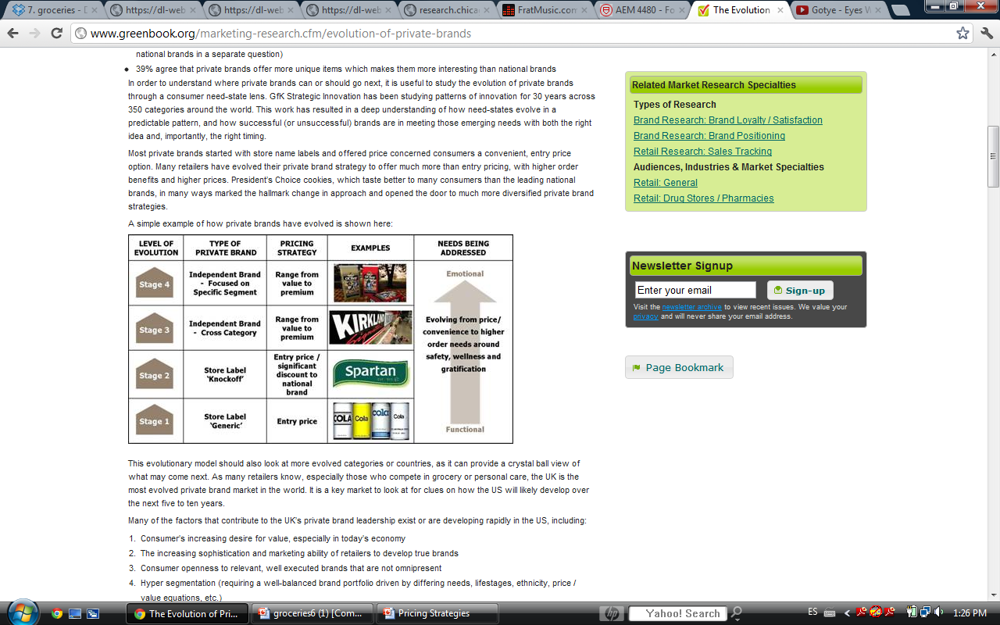 7. groceries - D
https://dl-web
https://dl-web
https://dl-web
research.chica
FratMusic.com
AEM 4480 - Fo
The Evolution
Gotye - Eyes W
www.greenbook.org/marketing-research.cfm/evolution-of-private-brands
national brands in a separate question)
39% agree that private brands offer more unique items which makes them more interesting than national brands
In order to understand where private brands can or should go next, it is useful to study the evolution of private brands
through a consumer need-state lens. GfK Strategic Innovation has been studying patterns of innovation for 30 years across
350 categories around the world. This work has resulted in a deep understanding of how need-states evolve in a
predictable pattern, and how successful (or unsuccessful) brands are in meeting those emerging needs with both the right
idea and, importantly, the right timing.
Most private brands started with store name labels and offered price concerned consumers a convenient, entry price
option. Many retailers have evolved their private brand strategy to offer much more than entry pricing, with higher order
benefits and higher prices. President's Choice cookies, which taste better to many consumers than the leading national
brands, in many ways marked the hallmark change in approach and opened the door to much more diversified private brand
strategies.
A simple example of how private brands have evolved is shown here:
LEVEL OF
EVOLUTION
TYPE OF
PRIVATE BRAND
PRICING
STRATEGY
EXAMPLES
NEEDS BEING
ADDRESSED
Stage 4
Independent Brand
- Focused on
Specific Segment
Range from
value to
premium
Stage 3
Independent Brand
- Cross Category
Range from
value to
premium
KIRKLAND
Stage 2
Store Label
'Knockoff'
Entry price /
significant
discount to
national
brand
Spartan
Stage 1
Store Label
'Generic'
Entry price
COLA
Cola
cola
Cola
Emotional
Evolving from price/
convenience to higher
order needs around
safety, wellness and
gratification
Functional
This evolutionary model should also look at more evolved categories or countries, as it can provide a crystal ball view of
what may come next. As many retailers know, especially those who compete in grocery or personal care, the UK is the
most evolved private brand market in the world. It is a key market to look at for clues on how the US will likely develop over
the next five to ten years.
Many of the factors that contribute to the UK's private brand leadership exist or are developing rapidly in the US, including:
1. Consumer's increasing desire for value, especially in today's economy
2. The increasing sophistication and marketing ability of retailers to develop true brands
3. Consumer openness to relevant, well executed brands that are not omnipresent
4. Hyper segmentation (requiring a well-balanced brand portfolio driven by differing needs, lifestages, ethnicity, price /
value equations, etc.)
Related Market Research Specialties
Types of Research
Brand Research: Brand Loyalty / Satisfaction
Brand Research: Brand Positioning
Retail Research: Sales Tracking
Audiences, Industries & Market Specialties
Retail: General
Retail: Drug Stores / Pharmacies
Newsletter Signup
Enter your email
Sign-up
Visit the newsletter archive to view recent issues. We value your
privacy and will never share your email address.
Page Bookmark
The Evolution of Pri...
groceries6 (1) [Com...
Pricing Strategies
hp
Yahoo! Search
ES
1:26 PM